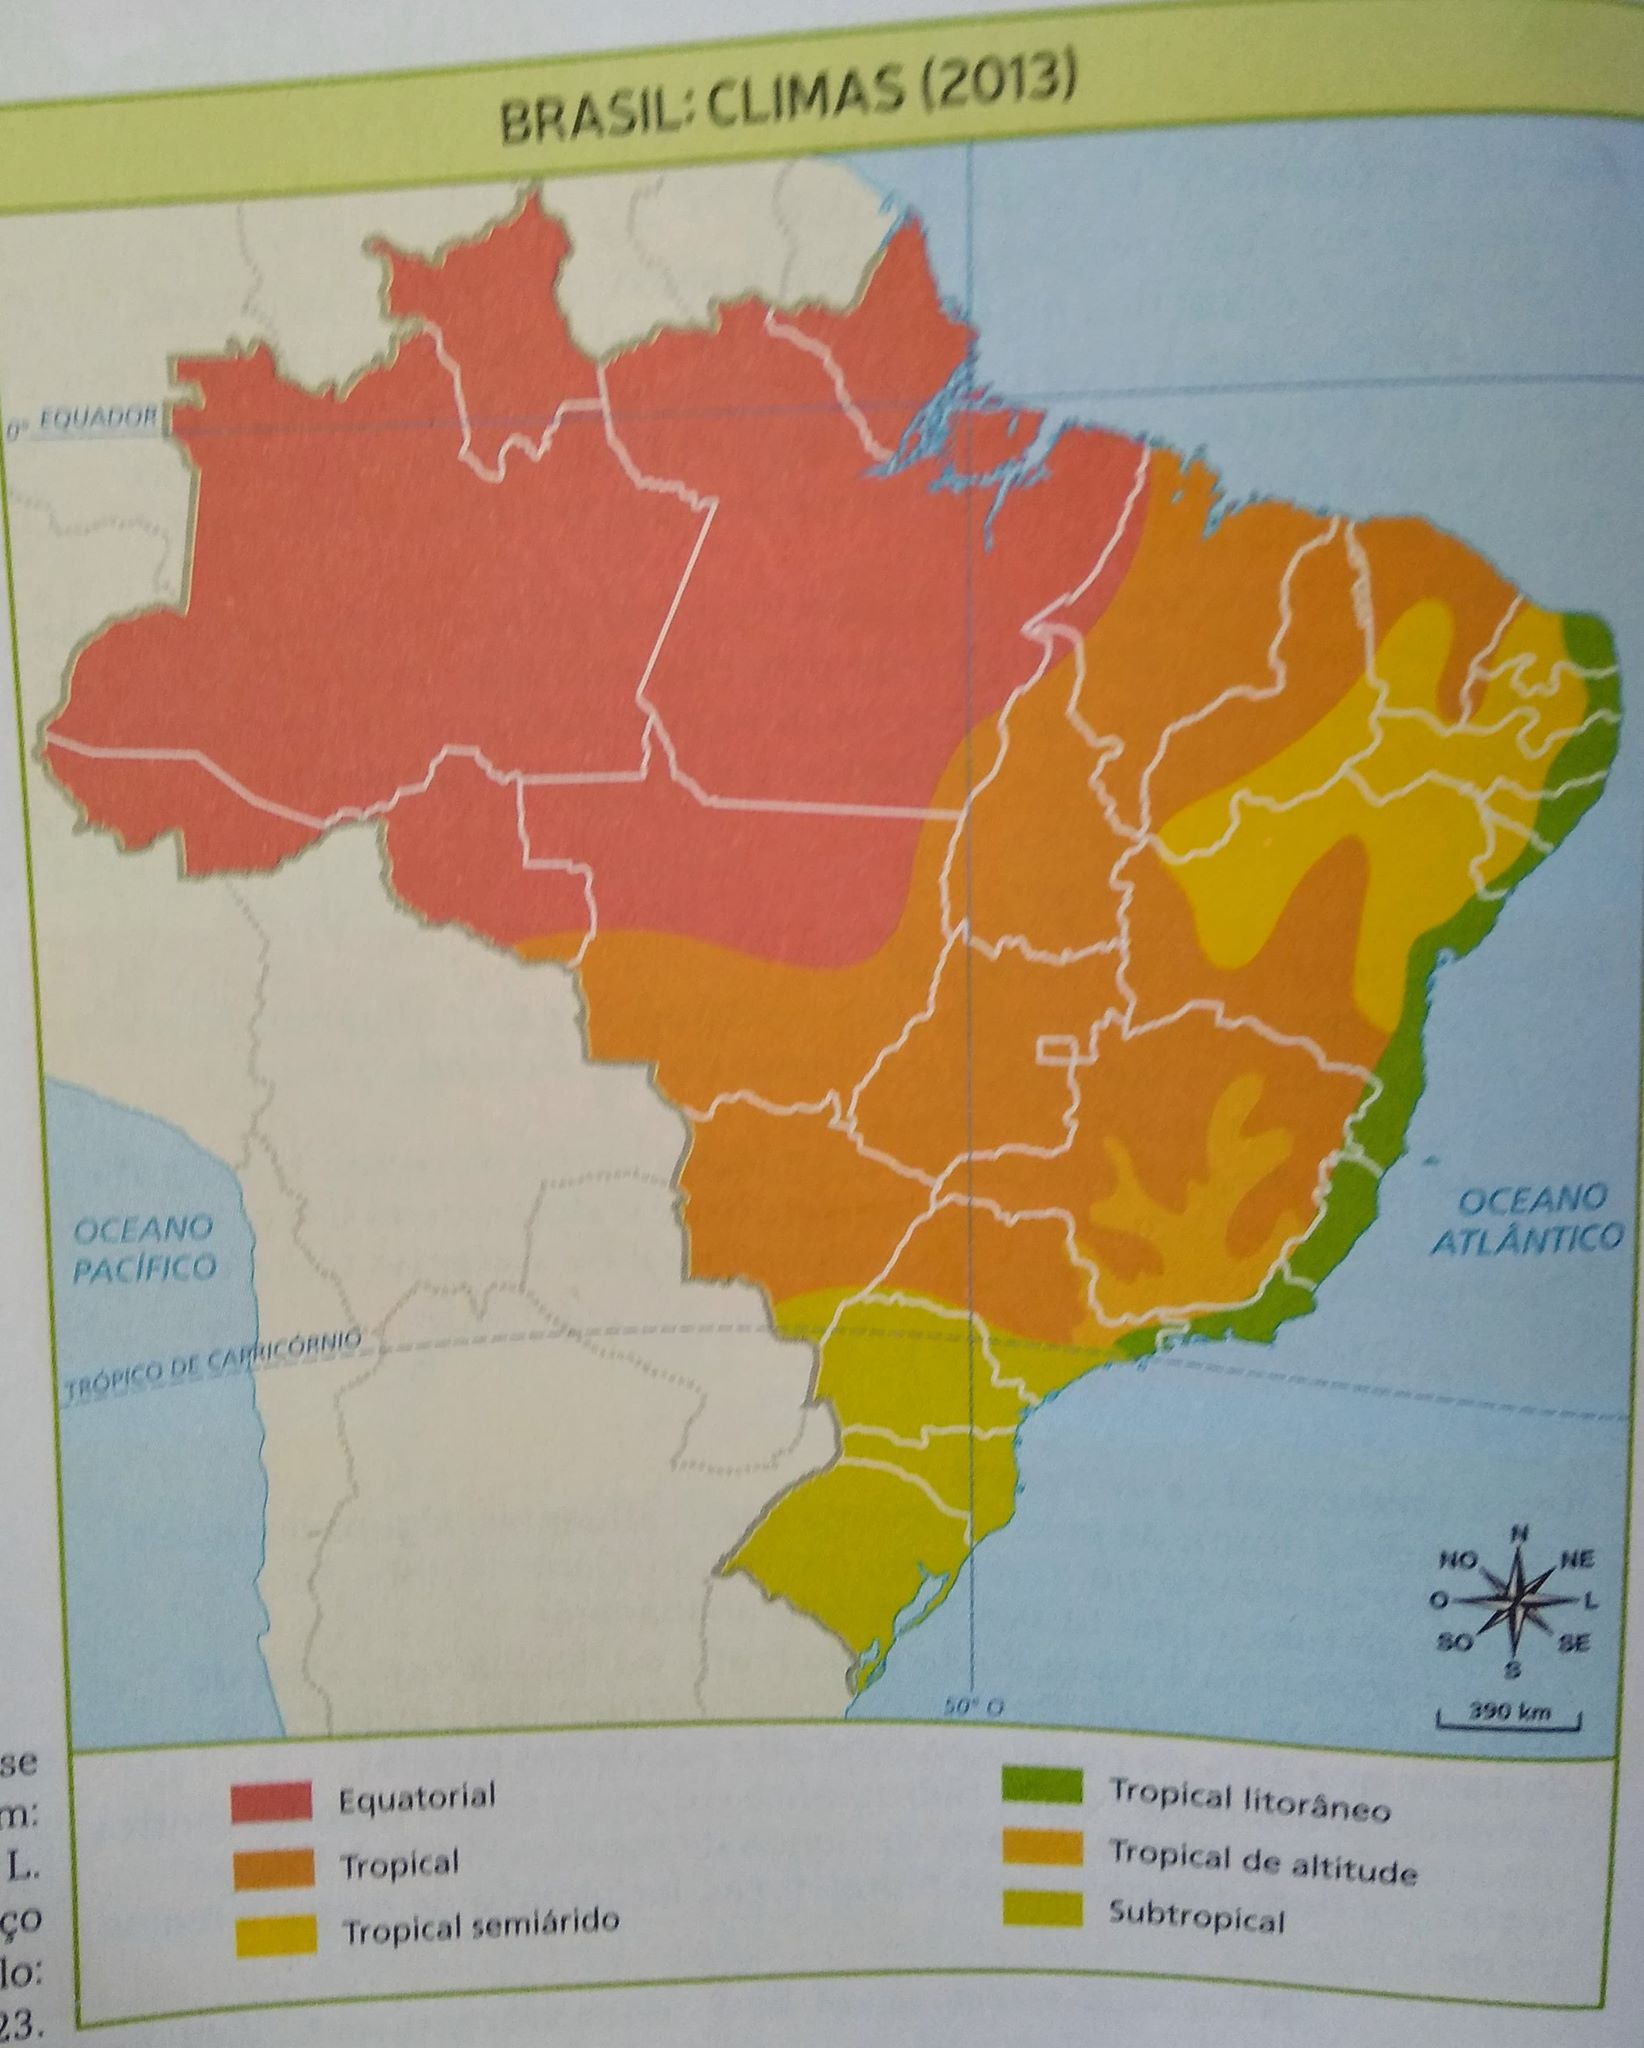 BRASIL: CLIMAS (2013)
0° EQUADOR
OCEANO
PACÍFICO
OCEANO
ATLÂNTICO
TRÓPICO DE CAPRICÓRNIO
N
NO
NE
O
L
SO
SE
S
50° O
390 km
se
m:
L.
ço
lo:
23.
Equatorial
Tropical
Tropical semiárido
Tropical litorâneo
Tropical de altitude
Subtropical